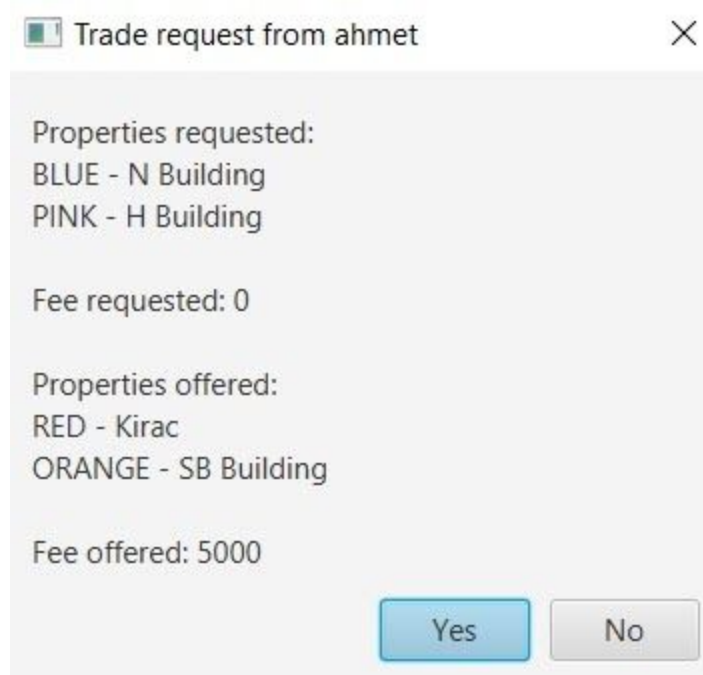 Trade request from ahmet
Properties requested:
BLUE - N Building
PINK - H Building
Fee requested: 0
Properties offered:
RED - Kirac
ORANGE - SB Building
Fee offered: 5000
Yes
No